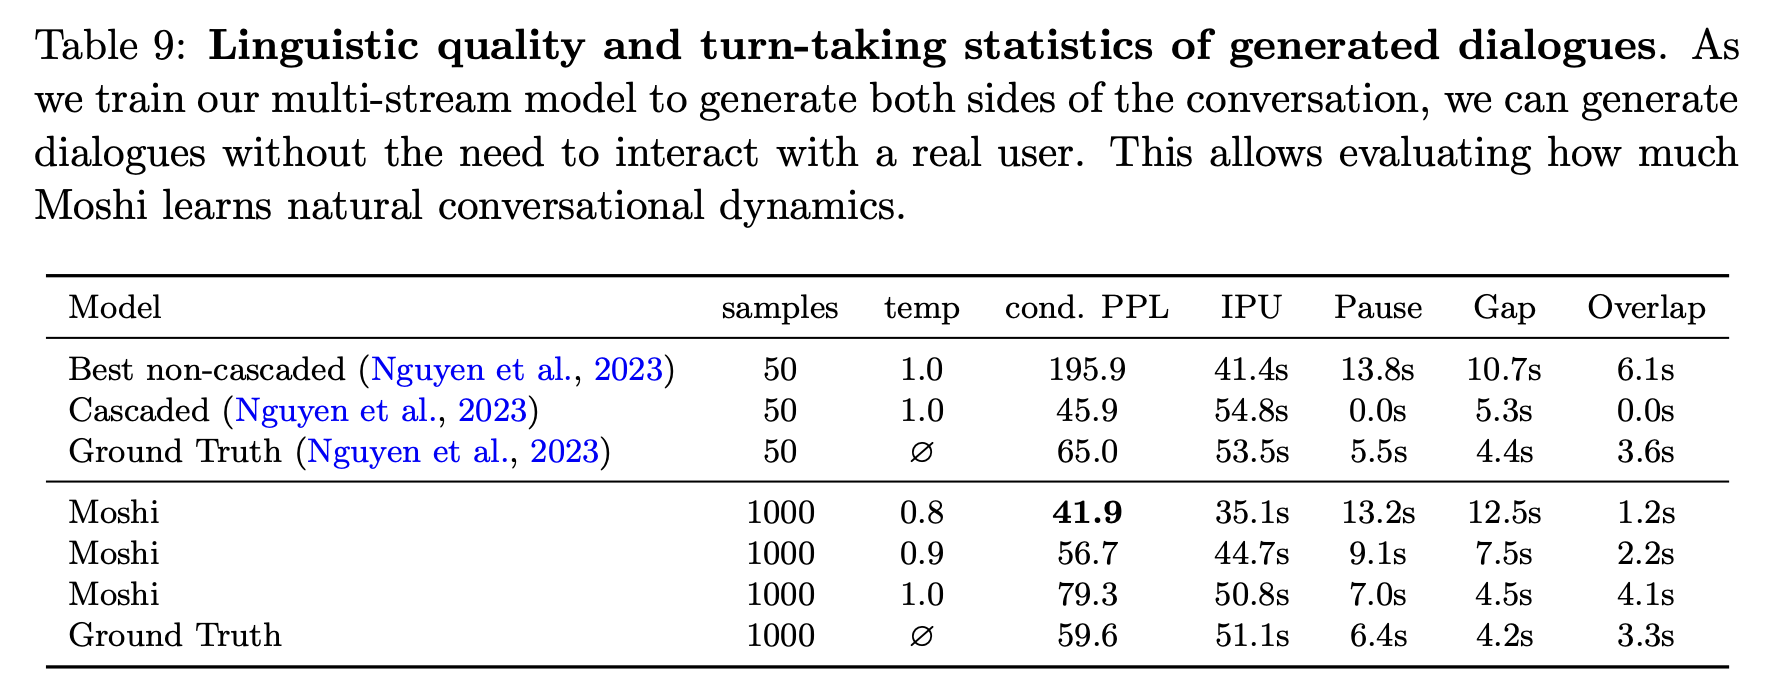 Table 9: Linguistic quality and turn-taking statistics of generated dialogues. As
we train our multi-stream model to generate both sides of the conversation, we can generate
dialogues without the need to interact with a real user. This allows evaluating how much
Moshi learns natural conversational dynamics.
Model samples temp cond. PPL IPU Pause Gap Overlap
Best non-cascaded (Nguyen et al., 2023) 50 1.0 195.9 41.4s 13.8s 10.7s 6.1s
Cascaded (Nguyen et al., 2023) 50 1.0 45.9 54.8s 0.0s 5.3s 0.0s
Ground Truth (Nguyen et al., 2023) 50 ∅ 65.0 53.5s 5.5s 4.4s 3.6s
Moshi 1000 0.8 41.9 35.1s 13.2s 12.5s 1.2s
Moshi 1000 0.9 56.7 44.7s 9.1s 7.5s 2.2s
Moshi 1000 1.0 79.3 50.8s 7.0s 4.5s 4.1s
Ground Truth 1000 ∅ 59.6 51.1s 6.4s 4.2s 3.3s